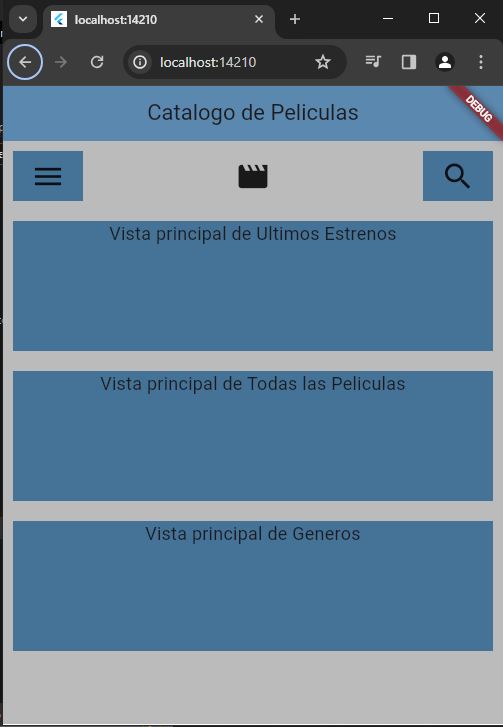 localhost:14210
localhost:14210
Catalogo de Peliculas
DEBUG
Vista principal de Ultimos Estrenos
Vista principal de Todas las Peliculas
Vista principal de Generos